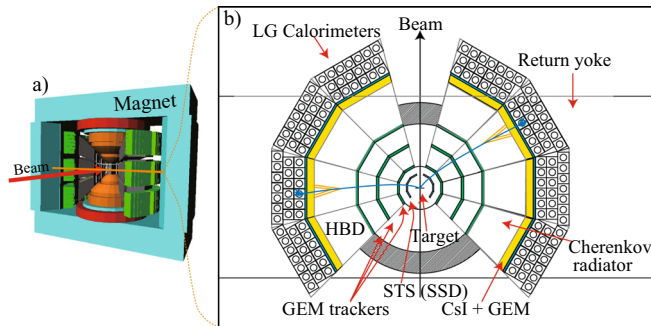 a)
Magnet
Beam
b)
LG Calorimeters
Beam
Return yoke
HBD
Target
Cherenkov
radiator
STS (SSD)
GEM trackers
CsI + GEM